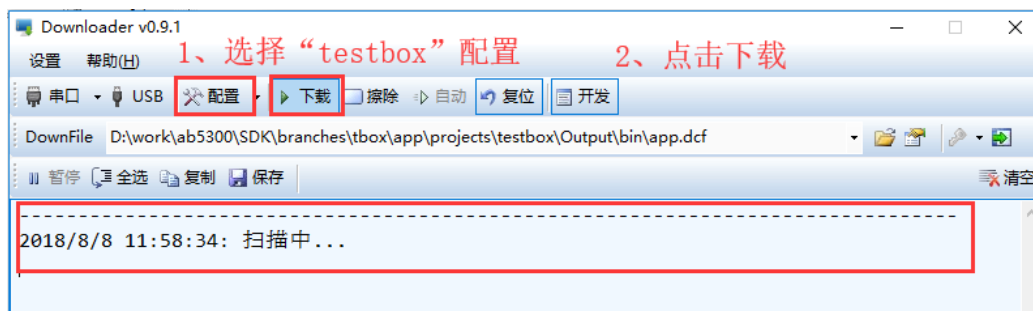 Downloader v0.9.1
设置 帮助(H) 1、选择“testbox”配置 2、点击下载
串口 USB 配置 下载 擦除 自动 复位 开发
DownFile D:\work\ab5300\SDK\branches\tbox\app\projects\testbox\Output\bin\app.dcf
暂停 全选 复制 保存 清空
--------------------------------------------------------------------------------
2018/8/8 11:58:34: 扫描中...